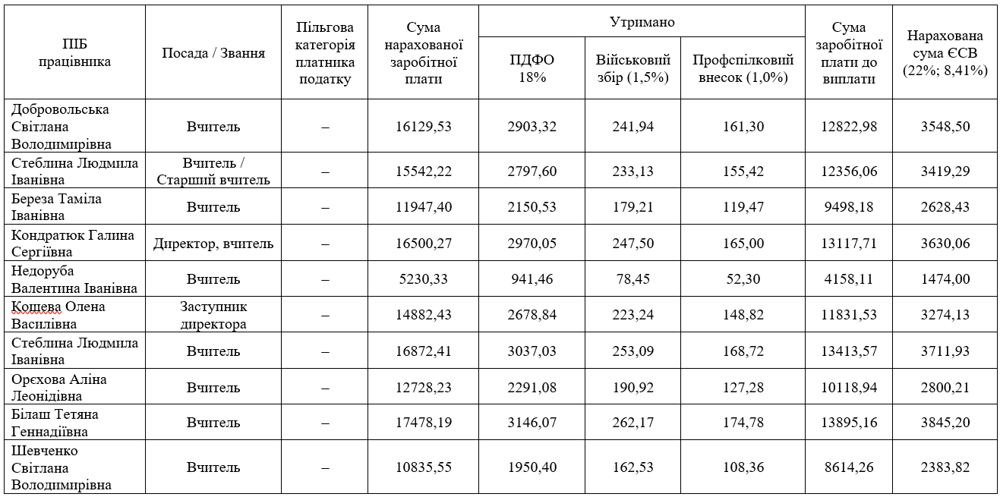 ПІБ
працівника
Посада / Звання
Пільгова
категорія
платника
податку
Сума
нарахованої
заробітної
плати
Утримано
ПДФО
18%
Військовий
збір (1,5%)
Профспілковий
внесок (1,0%)
Сума
заробітної
плати до
виплати
Нарахована
сума ЄСВ
(22%; 8,41%)
Добровольська
Світлана
Володимирівна
Вчитель
–
16129,53
2903,32
241,94
161,30
12822,98
3548,50
Стеблина Людмила
Іванівна
Вчитель /
Старший вчитель
–
15542,22
2797,60
233,13
155,42
12356,06
3419,29
Береза Таміла
Іванівна
Вчитель
–
11947,40
2150,53
179,21
119,47
9498,18
2628,43
Кондратюк Галина
Сергіївна
Директор, вчитель
–
16500,27
2970,05
247,50
165,00
13117,71
3630,06
Недоруба
Валентина Іванівна
Вчитель
–
5230,33
941,46
78,45
52,30
4158,11
1474,00
Кощева Олена
Василівна
Заступник
директора
–
14882,43
2678,84
223,24
148,82
11831,53
3274,13
Стеблина Людмила
Іванівна
Вчитель
–
16872,41
3037,03
253,09
168,72
13413,57
3711,93
Орєхова Аліна
Леонідівна
Вчитель
–
12728,23
2291,08
190,92
127,28
10118,94
2800,21
Білаш Тетяна
Геннадіївна
Вчитель
–
17478,19
3146,07
262,17
174,78
13895,16
3845,20
Шевченко
Світлана
Володимирівна
Вчитель
–
10835,55
1950,40
162,53
108,36
8614,26
2383,82